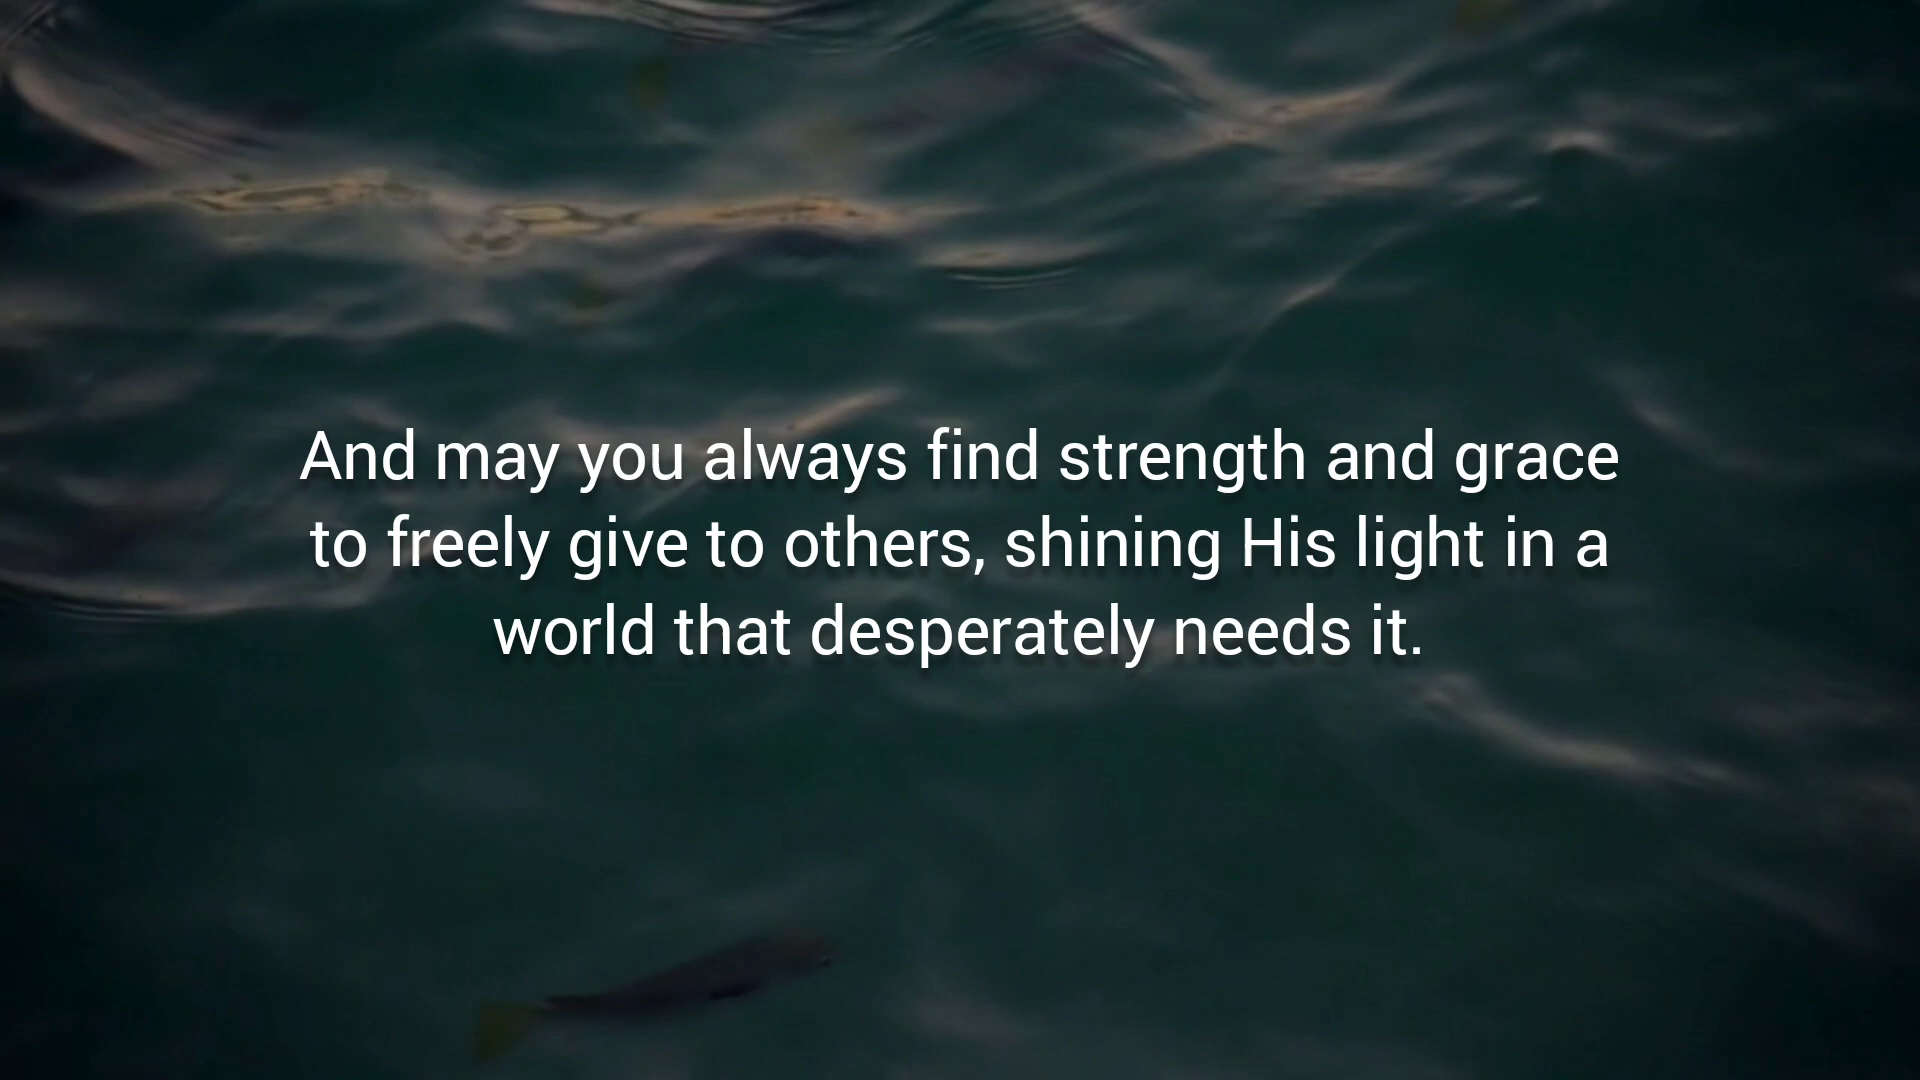 And may you always find strength and grace
to freely give to others, shining His light in a
world that desperately needs it.